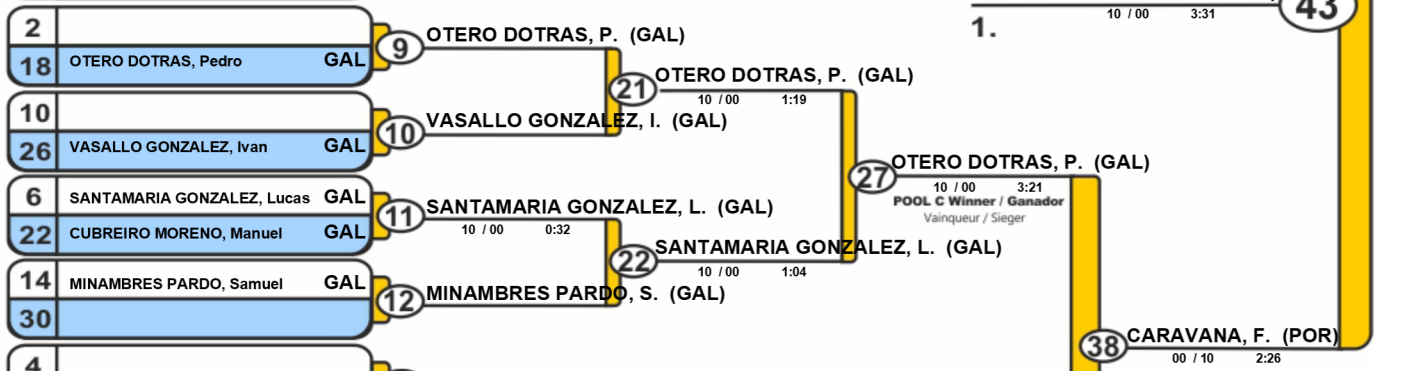 2
18 OTERO DOTRAS, Pedro GAL
9
OTERO DOTRAS, P. (GAL)
10
26 VASALLO GONZALEZ, Ivan GAL
10
VASALLO GONZALEZ, I. (GAL)
6 SANTAMARIA GONZALEZ, Lucas GAL
22 CUBREIRO MORENO, Manuel GAL
11
SANTAMARIA GONZALEZ, L. (GAL)
10 / 00 0:32
14 MINAMBRES PARDO, Samuel GAL
30
12
MINAMBRES PARDO, S. (GAL)
4
21
OTERO DOTRAS, P. (GAL)
10 / 00 1:19
22
SANTAMARIA GONZALEZ, L. (GAL)
10 / 00 1:04
27
OTERO DOTRAS, P. (GAL)
10 / 00 3:21
POOL C Winner / Ganador
Vainqueur / Sieger
38
CARAVANA, F. (POR)
00 / 10 2:26
10 / 00 3:31
1.
43